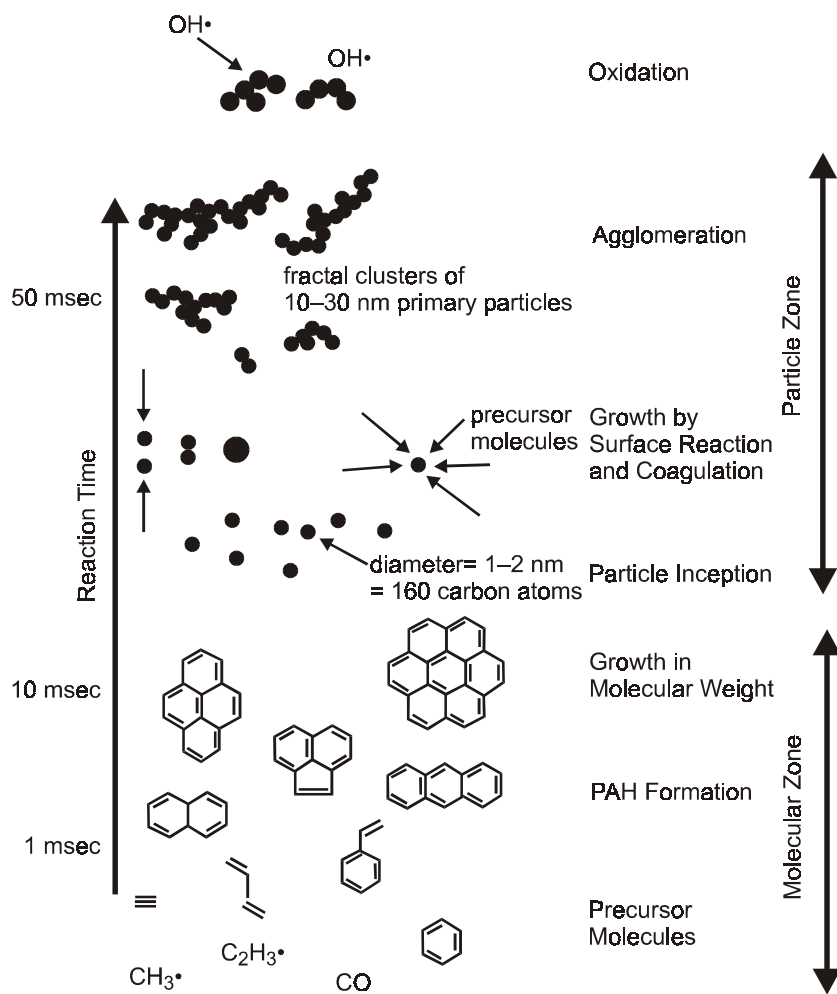 OH•
OH•
Oxidation
Agglomeration
fractal clusters of
10–30 nm primary particles
50 msec
Particle Zone
precursor
molecules
Growth by
Surface Reaction
and Coagulation
Reaction Time
diameter= 1–2 nm
= 160 carbon atoms
Particle Inception
Growth in
Molecular Weight
10 msec
PAH Formation
Molecular Zone
1 msec
Precursor
Molecules
C₂H₃•
CH₃•
CO